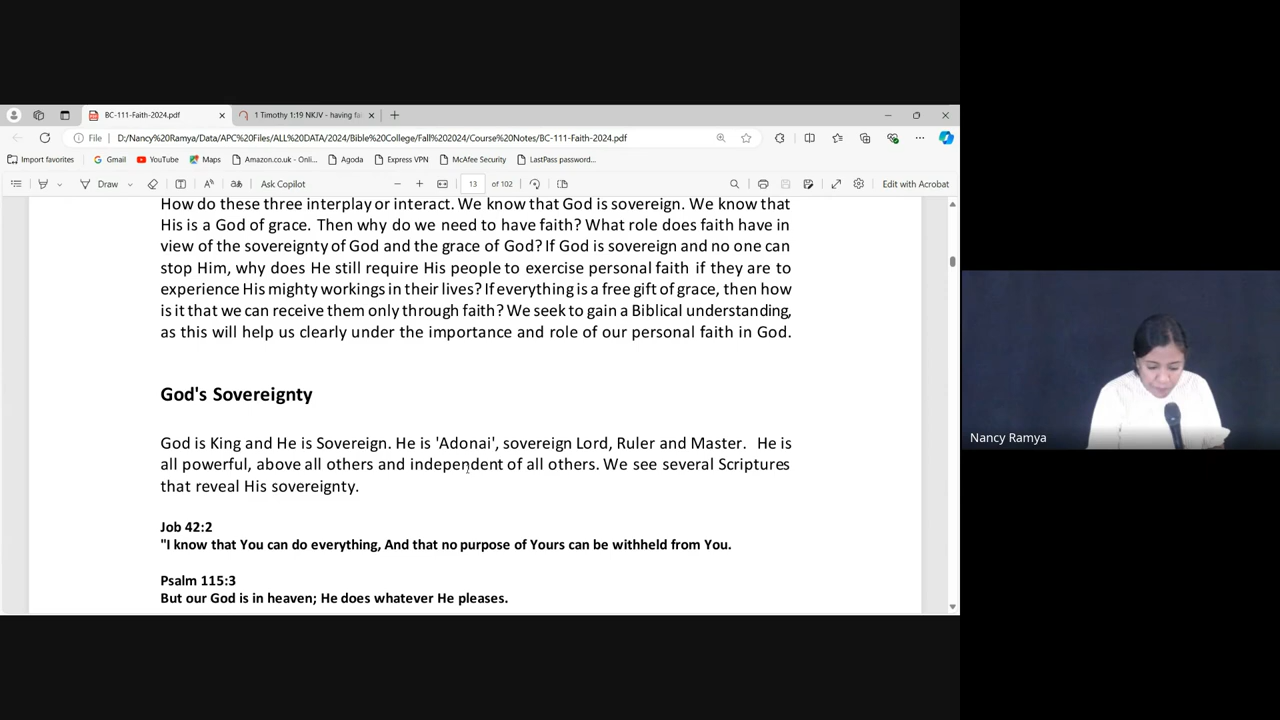 BC-111-Faith-2024.pdf
1 Timothy 1:19 NKJV - having fa
File
D:/Nancy%20Ramya/Data/APC%20Files/ALL%20DATA/2024/Bible%20College/Fall%202024/Course%20Notes/BC-111-Faith-2024.pdf
Import favorites Gmail YouTube Maps Amazon.co.uk - Onli... Agoda Express VPN McAfee Security LastPass password...
Draw Ask Copilot 13 of 102 Edit with Acrobat
How do these three interplay or interact. We know that God is sovereign. We know that
His is a God of grace. Then why do we need to have faith? What role does faith have in
view of the sovereignty of God and the grace of God? If God is sovereign and no one can
stop Him, why does He still require His people to exercise personal faith if they are to
experience His mighty workings in their lives? If everything is a free gift of grace, then how
is it that we can receive them only through faith? We seek to gain a Biblical understanding,
as this will help us clearly under the importance and role of our personal faith in God.
God's Sovereignty
God is King and He is Sovereign. He is 'Adonai', sovereign Lord, Ruler and Master. He is
all powerful, above all others and independent of all others. We see several Scriptures
that reveal His sovereignty.
Job 42:2
"I know that You can do everything, And that no purpose of Yours can be withheld from You.
Psalm 115:3
But our God is in heaven; He does whatever He pleases.
Nancy Ramya